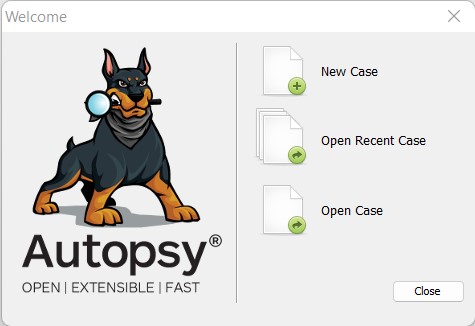 Welcome
New Case
Open Recent Case
Open Case
Autopsy®
OPEN | EXTENSIBLE | FAST
Close